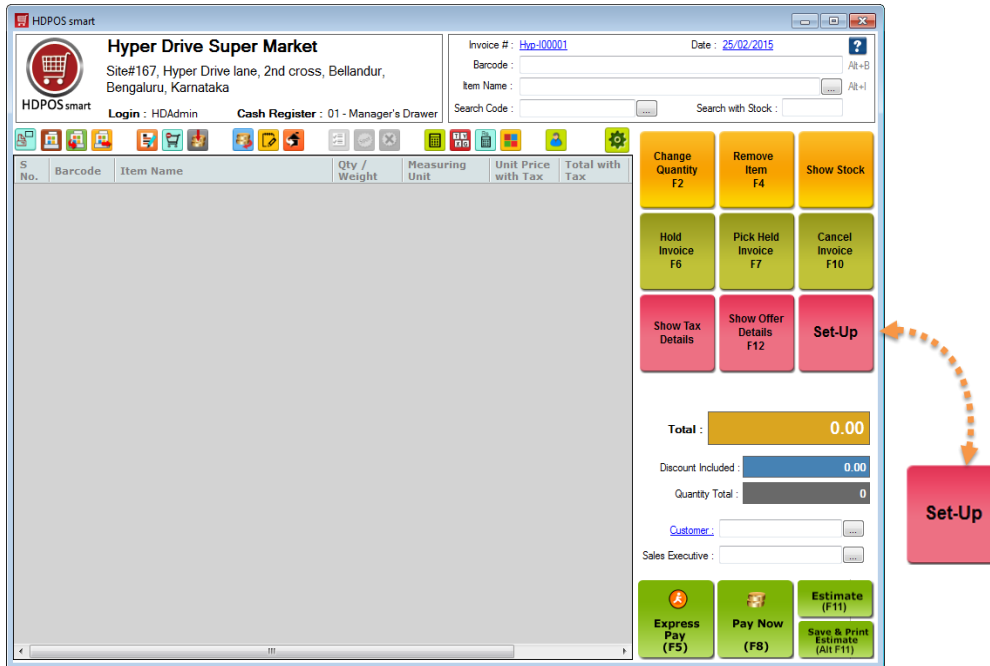 HDPOS smart
Hyper Drive Super Market
Site#167, Hyper Drive lane, 2nd cross, Bellandur,
Bengaluru, Karnataka
HDPOS smart
Login : HDAdmin Cash Register : 01 - Manager's Drawer
Invoice # : Hyp-I00001 Date : 25/02/2015 ?
Barcode : Alt+B
Item Name : ... Alt+I
Search Code : ... Search with Stock :
S
No.
Barcode
Item Name
Qty /
Weight
Measuring
Unit
Unit Price
with Tax
Total with
Tax
Change
Quantity
F2
Remove
Item
F4
Show Stock
Hold
Invoice
F6
Pick Held
Invoice
F7
Cancel
Invoice
F10
Show Tax
Details
Show Offer
Details
F12
Set-Up
Total : 0.00
Discount Included : 0.00
Quantity Total : 0
Customer : ...
Sales Executive : ...
Set-Up
Express
Pay
(F5)
Pay Now
(F8)
Estimate
(F11)
Save & Print
Estimate
(Alt F11)